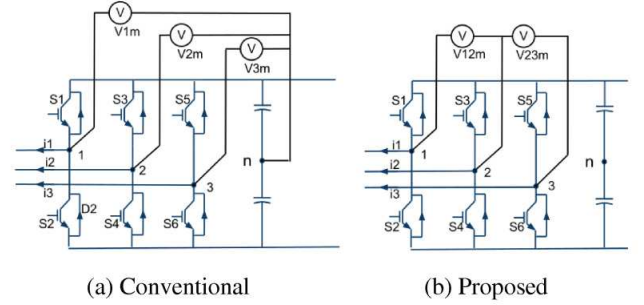 V
V1m
V
V2m
V
V3m
S1
S3
S5
i1
i2
i3
1
2
3
n
S2
D2
S4
S6
(a) Conventional
V
V12m
V
V23m
S1
S3
S5
i1
i2
i3
1
2
3
n
S2
S4
S6
(b) Proposed